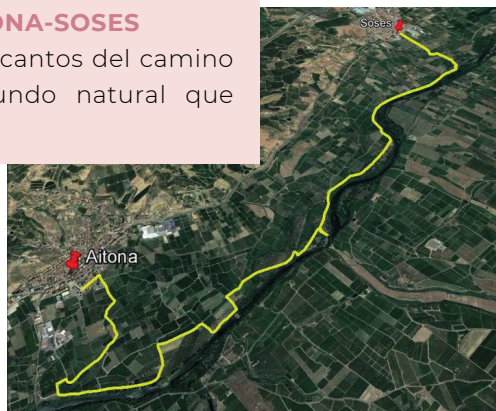 ONA-SOSES
cantos del camino
undo natural que
Soses
Aitona